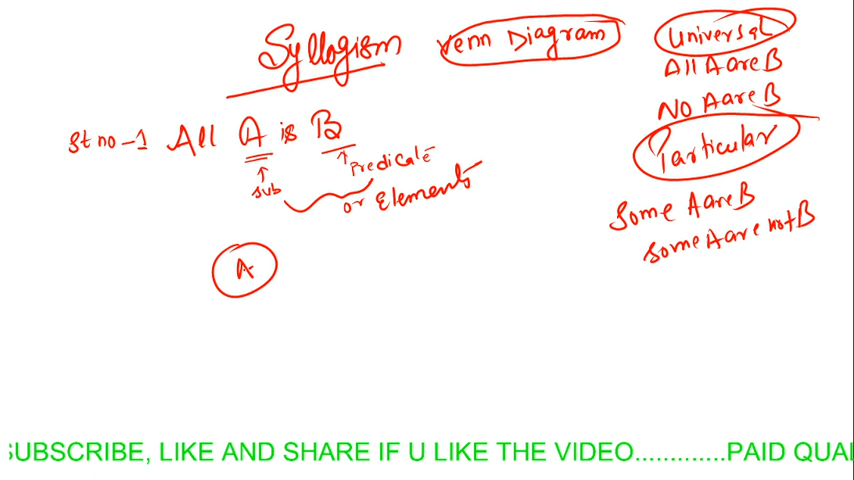 Syllogism Venn Diagram
Universal
All A are B
No A are B
Particular
Some A are B
Some A are not B
St no-1 All A is B
Sub
Predicate
or Elements
A
SUBSCRIBE, LIKE AND SHARE IF U LIKE THE VIDEO.............PAID QUAL